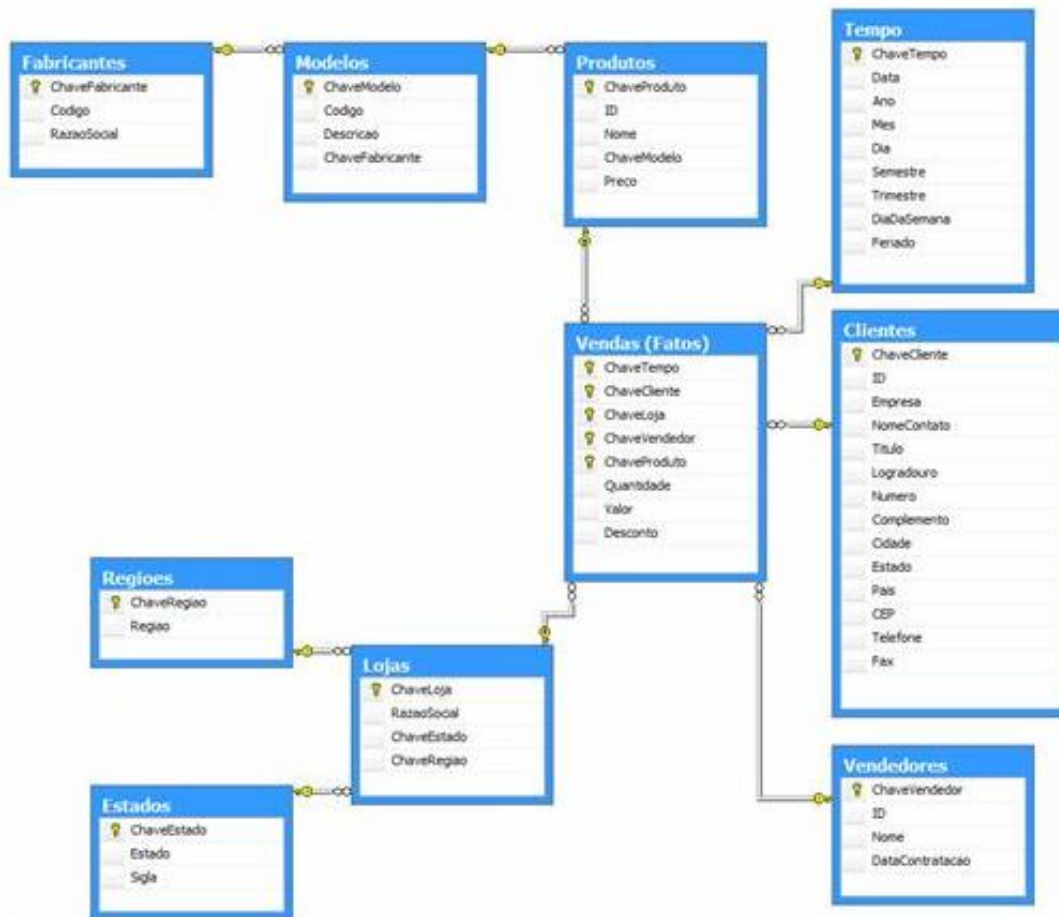 Fabricantes
ChaveFabricante
Codigo
RazaoSocial
Modelos
ChaveModelo
Codigo
Descricao
ChaveFabricante
Produtos
ChaveProduto
ID
Nome
ChaveModelo
Preco
Tempo
ChaveTempo
Data
Ano
Mes
Dia
Semestre
Trimestre
DiaDaSemana
Feriado
Vendas (Fatos)
ChaveTempo
ChaveCliente
ChaveLoja
ChaveVendedor
ChaveProduto
Quantidade
Valor
Desconto
Clientes
ChaveCliente
ID
Empresa
NomeContato
Titulo
Logradouro
Numero
Complemento
Cidade
Estado
Pais
CEP
Telefone
Fax
Regioes
ChaveRegiao
Regiao
Lojas
ChaveLoja
RazaoSocial
ChaveEstado
ChaveRegiao
Estados
ChaveEstado
Estado
Sigla
Vendedores
ChaveVendedor
ID
Nome
DataContratacao